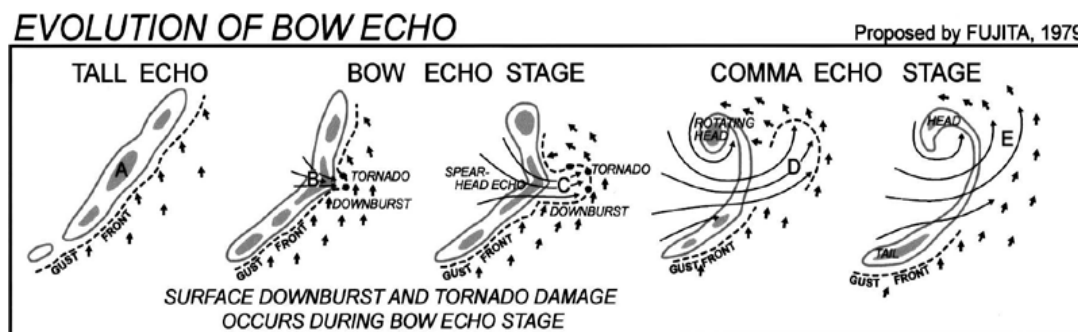 EVOLUTION OF BOW ECHO
Proposed by FUJITA, 1979
TALL ECHO
BOW ECHO STAGE
COMMA ECHO STAGE
A
GUST FRONT
B
TORNADO
DOWNBURST
GUST FRONT
SPEAR-
HEAD ECHO
C
TORNADO
DOWNBURST
GUST FRONT
ROTATING
HEAD
D
GUST FRONT
HEAD
E
TAIL
GUST FRONT
SURFACE DOWNBURST AND TORNADO DAMAGE
OCCURS DURING BOW ECHO STAGE